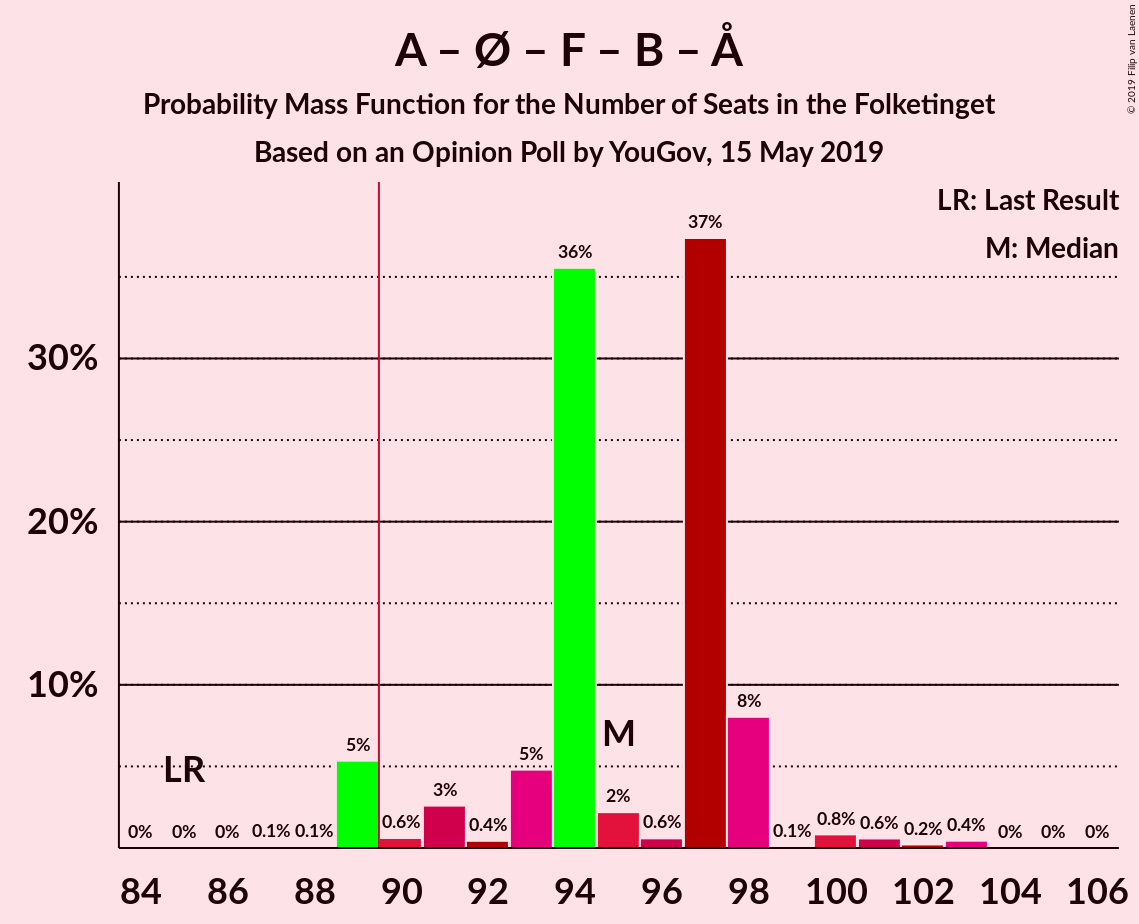 A – Ø – F – B – Å
Probability Mass Function for the Number of Seats in the Folketinget
Based on an Opinion Poll by YouGov, 15 May 2019
© 2019 Filip van Laenen
LR: Last Result
M: Median
30%
20%
10%
LR
M
0% 0% 0% 0.1% 0.1% 5% 0.6% 3% 0.4% 5% 36% 2% 0.6% 37% 8% 0.1% 0.8% 0.6% 0.2% 0.4% 0% 0% 0%
84 86 88 90 92 94 96 98 100 102 104 106